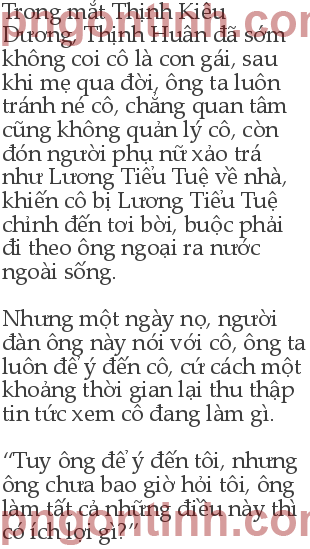 Trong mắt Thịnh Kiều
Dương, Thịnh Huân đã sớm
không coi cô là con gái, sau
khi mẹ qua đời, ông ta luôn
tránh né cô, chẳng quan tâm
cũng không quản lý cô, còn
đón người phụ nữ xảo trá
như Lương Tiểu Tuệ về nhà,
khiến cô bị Lương Tiểu Tuệ
chỉnh đến tơi bời, buộc phải
đi theo ông ngoại ra nước
ngoài sống.

Nhưng một ngày nọ, người
đàn ông này nói với cô, ông ta
luôn để ý đến cô, cứ cách một
khoảng thời gian lại thu thập
tin tức xem cô đang làm gì.

“Tuy ông để ý đến tôi, nhưng
ông chưa bao giờ hỏi tôi, ông
làm tất cả những điều này thì
có ích lợi gì?”
pngontinh.com
pngontinh.com